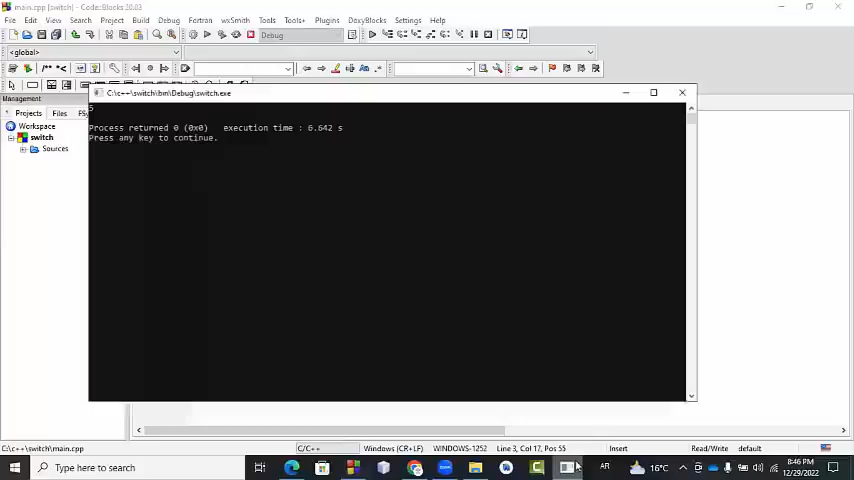 main.cpp [switch] - Code::Blocks 20.03
File Edit View Search Project Build Debug Fortran wxSmith Tools Tools+ Plugins DoxyBlocks Settings Help
Debug
<global>
/** *<
Management
C:\c++\switch\bin\Debug\switch.exe
Projects Files FSy
Workspace
switch
Sources
5
Process returned 0 (0x0) execution time : 6.642 s
Press any key to continue.
C:\c++\switch\main.cpp C/C++ Windows (CR+LF) WINDOWS-1252 Line 3, Col 17, Pos 55 Insert Read/Write default
Type here to search
AR
16°C
8:46 PM
12/29/2022